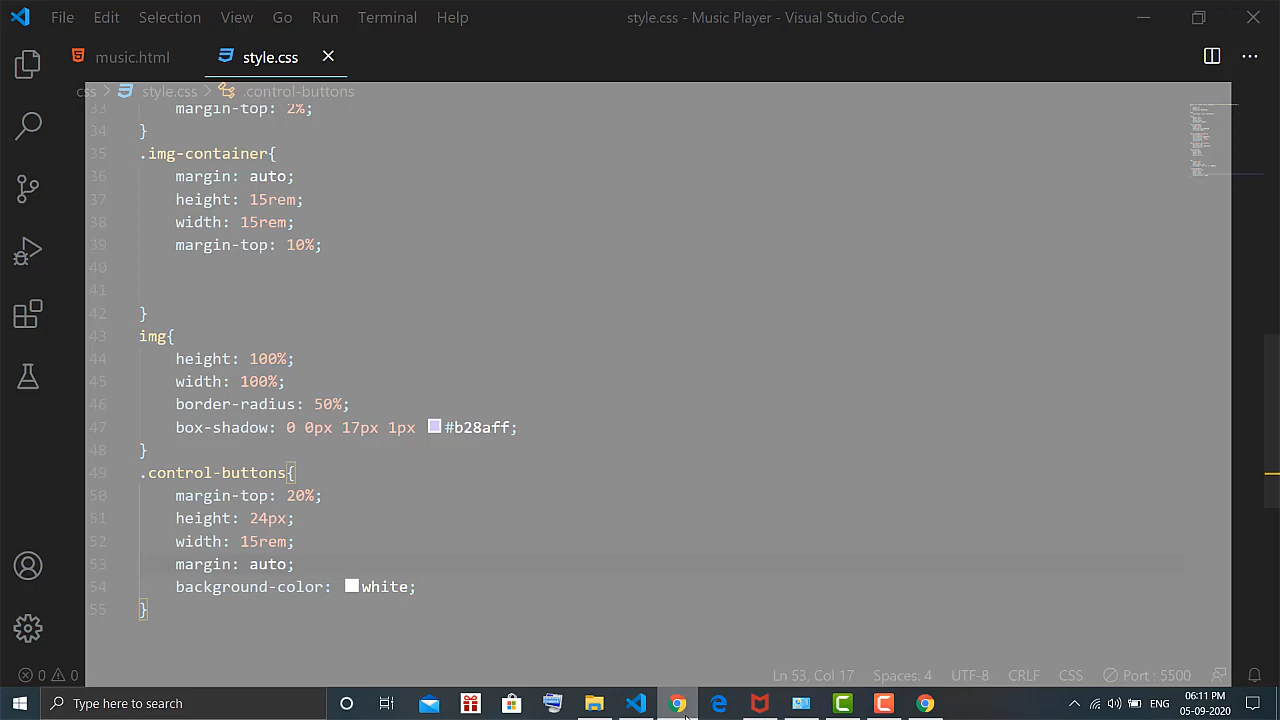 File Edit Selection View Go Run Terminal Help style.css - Music Player - Visual Studio Code
music.html style.css
css > style.css > .control-buttons
33 margin-top: 2%;
34 }
35 .img-container{
36 margin: auto;
37 height: 15rem;
38 width: 15rem;
39 margin-top: 10%;
40
41
42 }
43 img{
44 height: 100%;
45 width: 100%;
46 border-radius: 50%;
47 box-shadow: 0 0px 17px 1px #b28aff;
48 }
49 .control-buttons{
50 margin-top: 20%;
51 height: 24px;
52 width: 15rem;
53 margin: auto;
54 background-color: white;
55 }
0 0 Ln 53, Col 17 Spaces: 4 UTF-8 CRLF CSS Port : 5500
Type here to search ENG 06:11 PM
05-09-2020